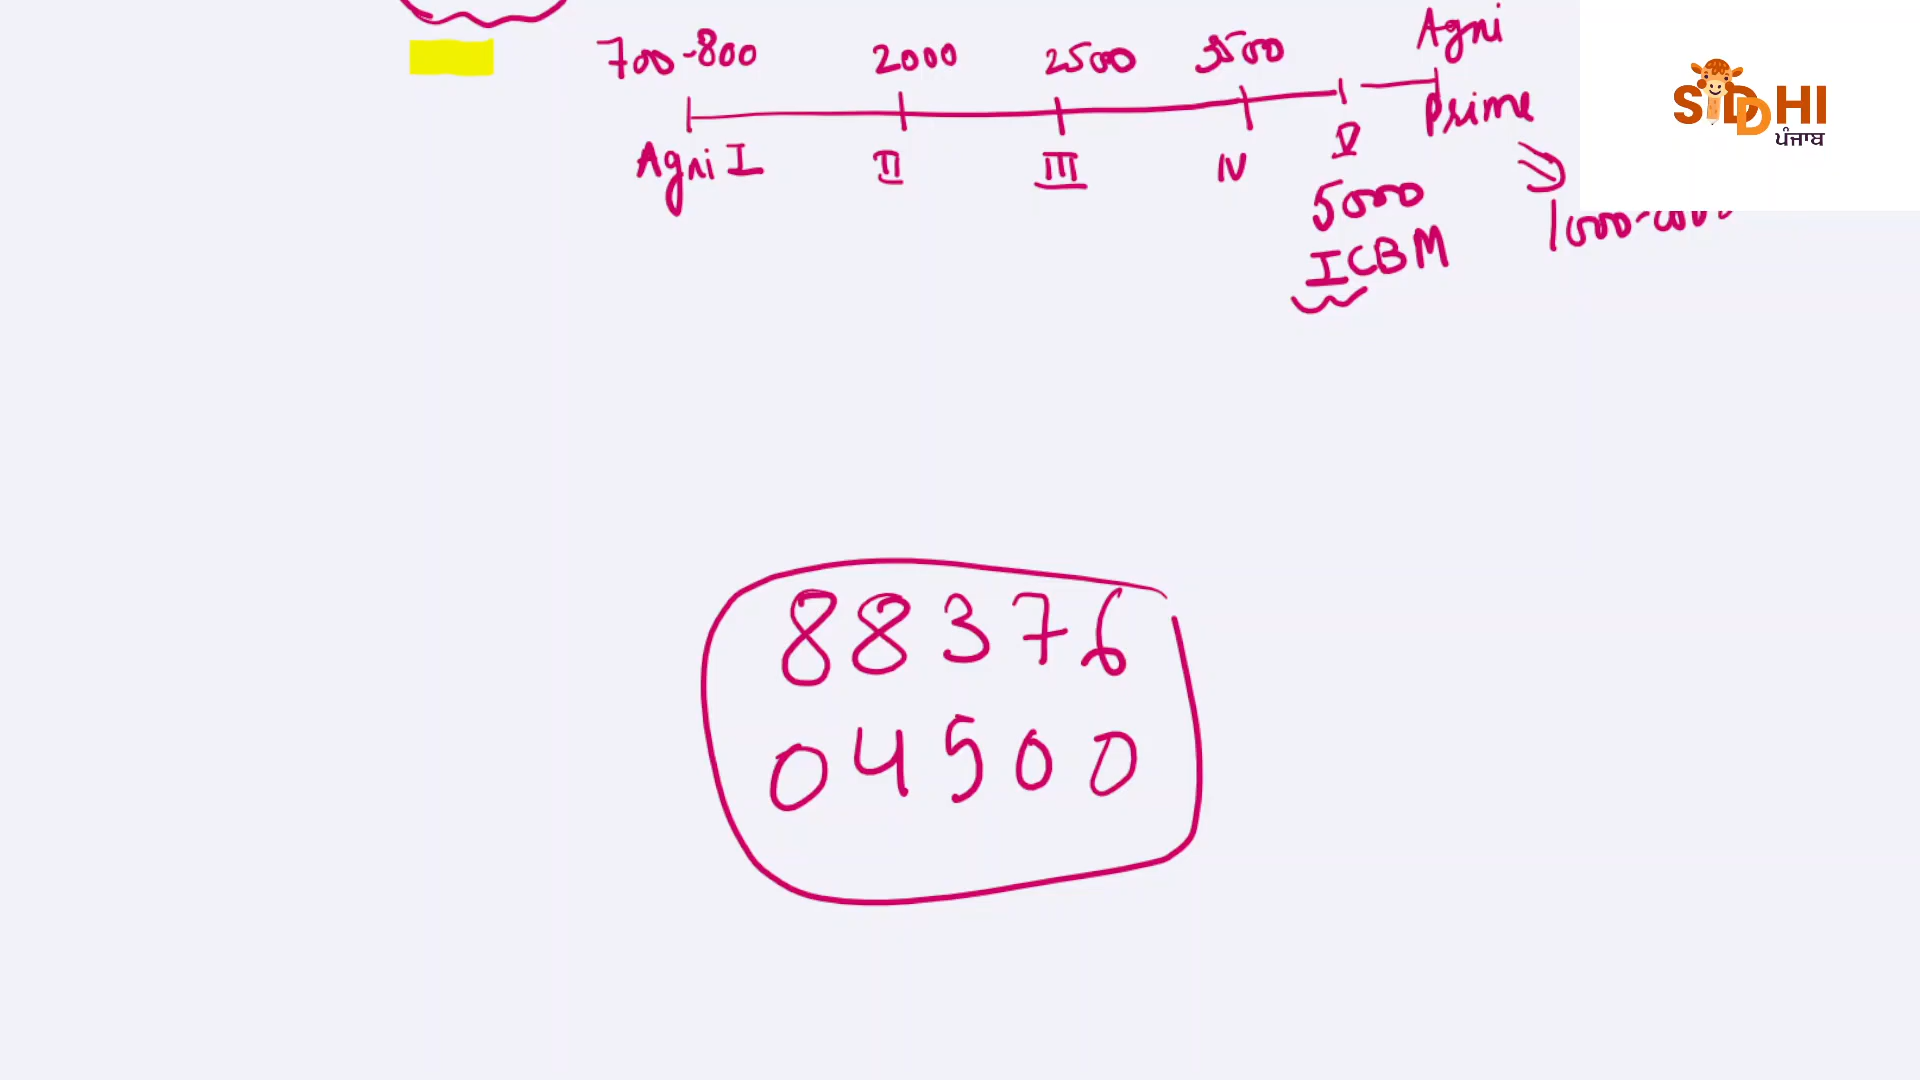 700-800 2000 2500 3500 Agni
Prime
Agni I II III IV V
5000
ICBM
88376
04500
SIDDHI
ਪੰਜਾਬ